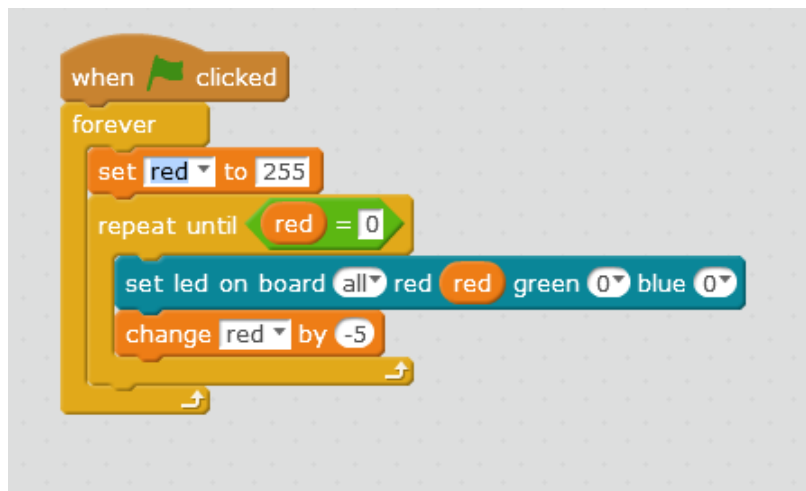 when clicked
forever
set red to 255
repeat until red = 0
set led on board all red red green 0 blue 0
change red by -5